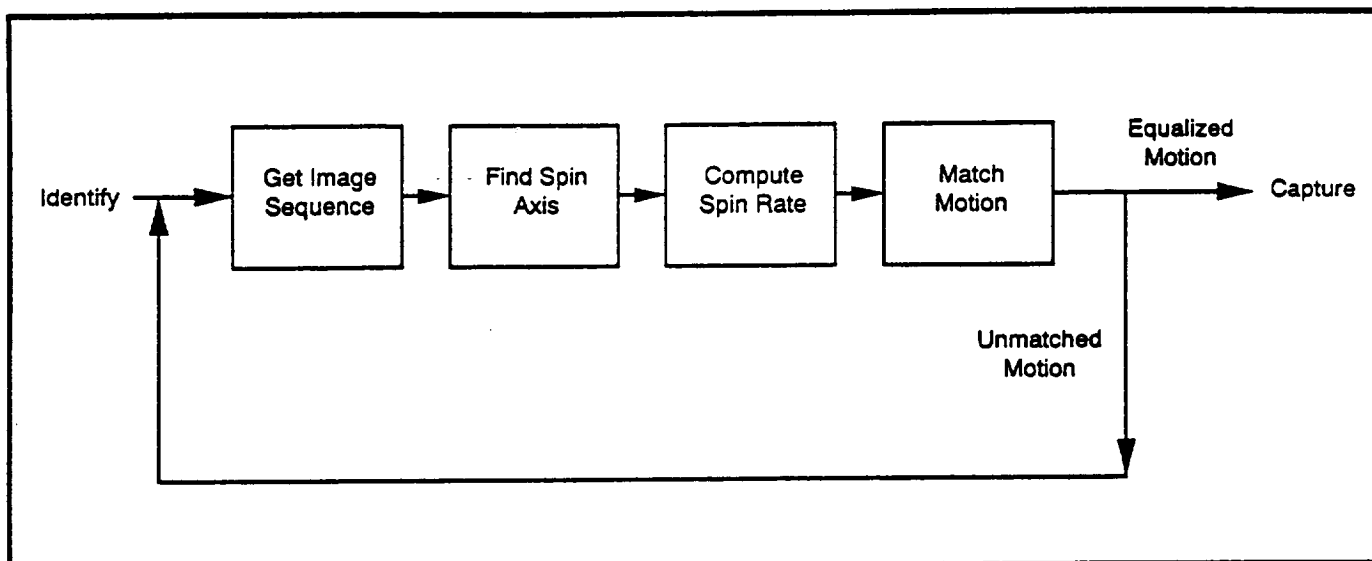 Identify
Get Image
Sequence
Find Spin
Axis
Compute
Spin Rate
Match
Motion
Equalized
Motion
Capture
Unmatched
Motion